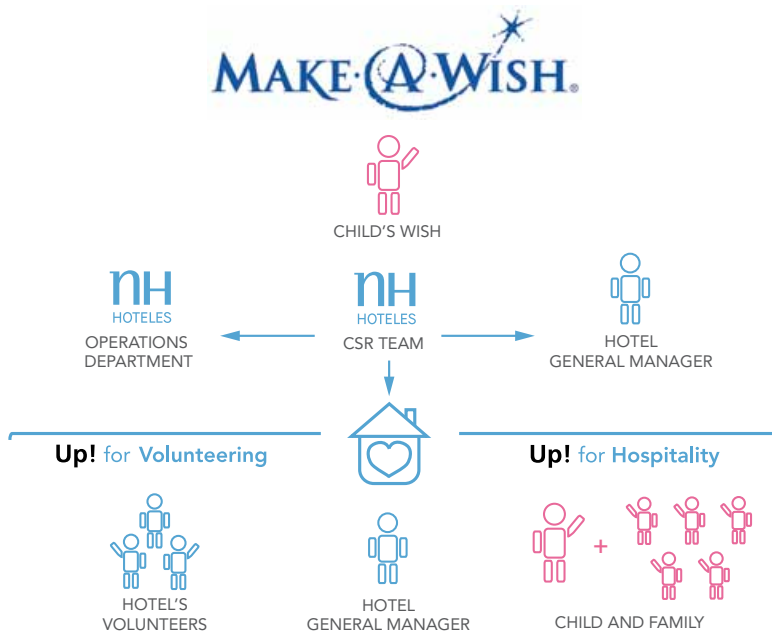 MAKE·A·WISH®
CHILD'S WISH
nH
HOTELES
OPERATIONS
DEPARTMENT
nH
HOTELES
CSR TEAM
HOTEL
GENERAL MANAGER
Up! for Volunteering
Up! for Hospitality
HOTEL'S
VOLUNTEERS
HOTEL
GENERAL MANAGER
+
CHILD AND FAMILY